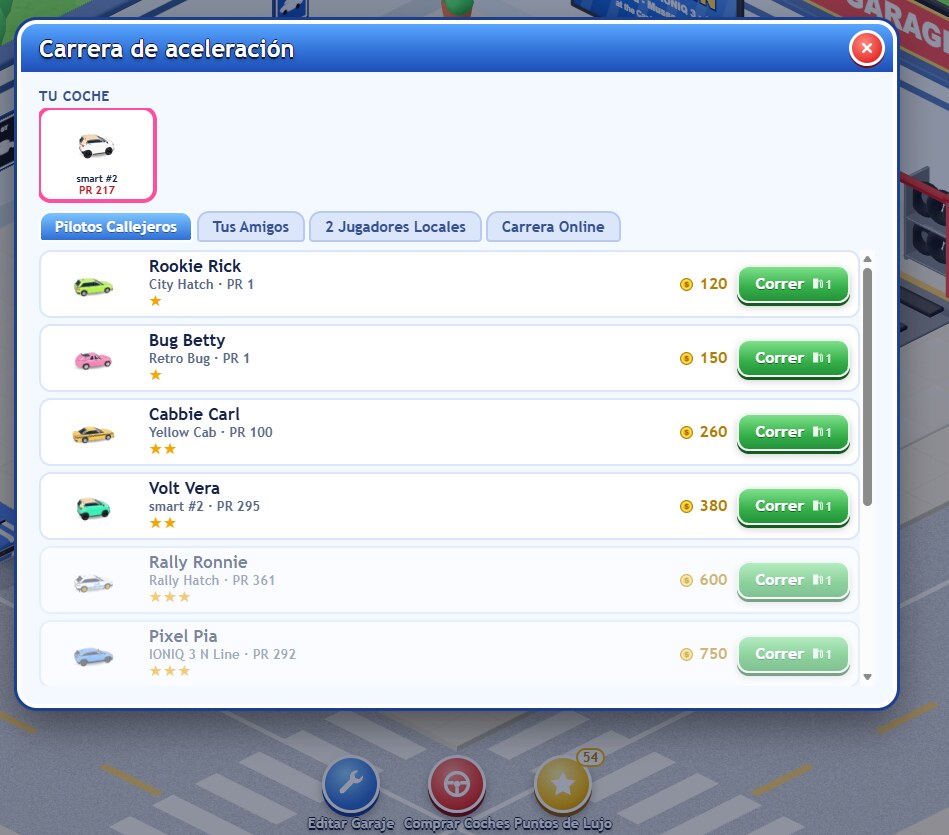 Carrera de aceleración
GARAGE
TU COCHE
smart #2
PR 217
Pilotos Callejeros
Tus Amigos
2 Jugadores Locales
Carrera Online
Rookie Rick
City Hatch · PR 1
120
Correr 1
Bug Betty
Retro Bug · PR 1
150
Correr 1
Cabbie Carl
Yellow Cab · PR 100
260
Correr 1
Volt Vera
smart #2 · PR 295
380
Correr 1
Rally Ronnie
Rally Hatch · PR 361
600
Correr 1
Pixel Pia
IONIQ 3 N Line · PR 292
750
Correr 1
54
Editar Garaje
Comprar Coches
Puntos de Lujo